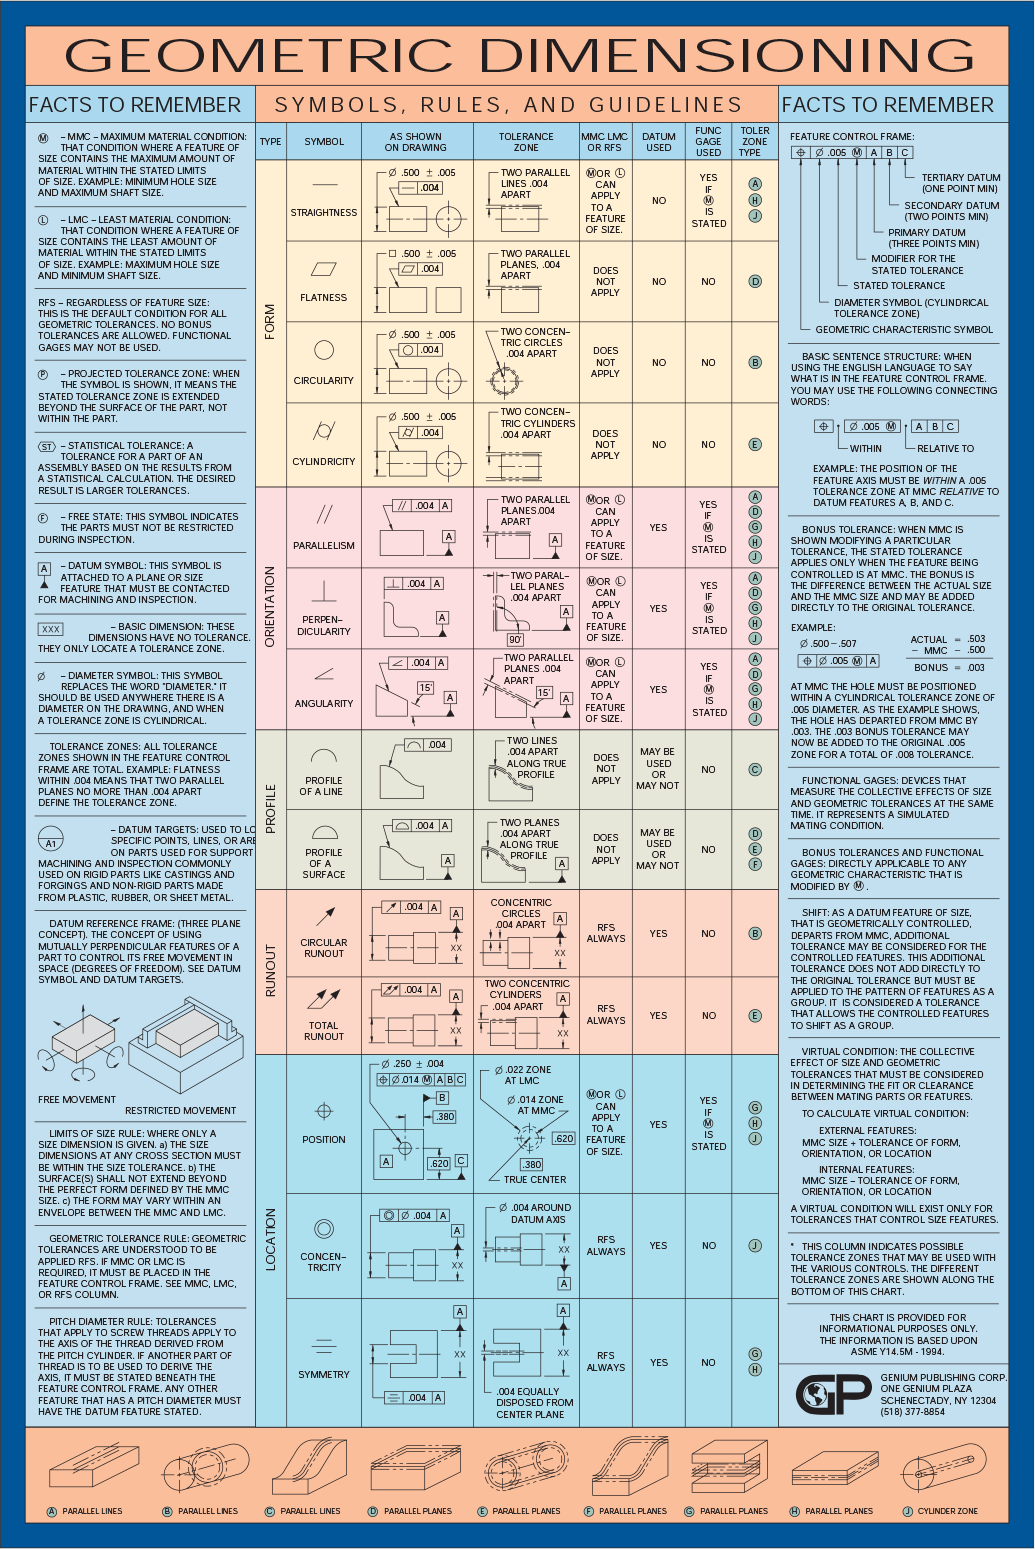 GEOMETRIC DIMENSIONING
FACTS TO REMEMBER
Ⓜ – MMC – MAXIMUM MATERIAL CONDITION:
THAT CONDITION WHERE A FEATURE OF
SIZE CONTAINS THE MAXIMUM AMOUNT OF
MATERIAL WITHIN THE STATED LIMITS
OF SIZE. EXAMPLE: MINIMUM HOLE SIZE
AND MAXIMUM SHAFT SIZE.
Ⓛ – LMC – LEAST MATERIAL CONDITION:
THAT CONDITION WHERE A FEATURE OF
SIZE CONTAINS THE LEAST AMOUNT OF
MATERIAL WITHIN THE STATED LIMITS
OF SIZE. EXAMPLE: MAXIMUM HOLE SIZE
AND MINIMUM SHAFT SIZE.
RFS – REGARDLESS OF FEATURE SIZE:
THIS IS THE DEFAULT CONDITION FOR ALL
GEOMETRIC TOLERANCES. NO BONUS
TOLERANCES ARE ALLOWED. FUNCTIONAL
GAGES MAY NOT BE USED.
Ⓟ – PROJECTED TOLERANCE ZONE: WHEN
THE SYMBOL IS SHOWN, IT MEANS THE
STATED TOLERANCE ZONE IS EXTENDED
BEYOND THE SURFACE OF THE PART, NOT
WITHIN THE PART.
ST – STATISTICAL TOLERANCE: A
TOLERANCE FOR A PART OF AN
ASSEMBLY BASED ON THE RESULTS FROM
A STATISTICAL CALCULATION. THE DESIRED
RESULT IS LARGER TOLERANCES.
Ⓕ – FREE STATE: THIS SYMBOL INDICATES
THE PARTS MUST NOT BE RESTRICTED
DURING INSPECTION.
A – DATUM SYMBOL: THIS SYMBOL IS
ATTACHED TO A PLANE OR SIZE
FEATURE THAT MUST BE CONTACTED
FOR MACHINING AND INSPECTION.
XXX – BASIC DIMENSION: THESE
DIMENSIONS HAVE NO TOLERANCE.
THEY ONLY LOCATE A TOLERANCE ZONE.
⌀ – DIAMETER SYMBOL: THIS SYMBOL
REPLACES THE WORD "DIAMETER." IT
SHOULD BE USED ANYWHERE THERE IS A
DIAMETER ON THE DRAWING, AND WHEN
A TOLERANCE ZONE IS CYLINDRICAL.
TOLERANCE ZONES: ALL TOLERANCE
ZONES SHOWN IN THE FEATURE CONTROL
FRAME ARE TOTAL. EXAMPLE: FLATNESS
WITHIN .004 MEANS THAT TWO PARALLEL
PLANES NO MORE THAN .004 APART
DEFINE THE TOLERANCE ZONE.
A1 – DATUM TARGETS: USED TO LO
SPECIFIC POINTS, LINES, OR ARE
ON PARTS USED FOR SUPPORT
MACHINING AND INSPECTION COMMONLY
USED ON RIGID PARTS LIKE CASTINGS AND
FORGINGS AND NON-RIGID PARTS MADE
FROM PLASTIC, RUBBER, OR SHEET METAL.
DATUM REFERENCE FRAME: (THREE PLANE
CONCEPT). THE CONCEPT OF USING
MUTUALLY PERPENDICULAR FEATURES OF A
PART TO CONTROL ITS FREE MOVEMENT IN
SPACE (DEGREES OF FREEDOM). SEE DATUM
SYMBOL AND DATUM TARGETS.
FREE MOVEMENT
RESTRICTED MOVEMENT
LIMITS OF SIZE RULE: WHERE ONLY A
SIZE DIMENSION IS GIVEN. a) THE SIZE
DIMENSIONS AT ANY CROSS SECTION MUST
BE WITHIN THE SIZE TOLERANCE. b) THE
SURFACE(S) SHALL NOT EXTEND BEYOND
THE PERFECT FORM DEFINED BY THE MMC
SIZE. c) THE FORM MAY VARY WITHIN AN
ENVELOPE BETWEEN THE MMC AND LMC.
GEOMETRIC TOLERANCE RULE: GEOMETRIC
TOLERANCES ARE UNDERSTOOD TO BE
APPLIED RFS. IF MMC OR LMC IS
REQUIRED, IT MUST BE PLACED IN THE
FEATURE CONTROL FRAME. SEE MMC, LMC,
OR RFS COLUMN.
PITCH DIAMETER RULE: TOLERANCES
THAT APPLY TO SCREW THREADS APPLY TO
THE AXIS OF THE THREAD DERIVED FROM
THE PITCH CYLINDER. IF ANOTHER PART OF
THREAD IS TO BE USED TO DERIVE THE
AXIS, IT MUST BE STATED BENEATH THE
FEATURE CONTROL FRAME. ANY OTHER
FEATURE THAT HAS A PITCH DIAMETER MUST
HAVE THE DATUM FEATURE STATED.
SYMBOLS, RULES, AND GUIDELINES
TYPE
SYMBOL
AS SHOWN
ON DRAWING
TOLERANCE
ZONE
MMC LMC
OR RFS
DATUM
USED
FUNC
GAGE
USED
TOLER
ZONE
TYPE
FORM
STRAIGHTNESS
⌀ .500 ± .005
.004
TWO PARALLEL
LINES .004
APART
Ⓜ OR Ⓛ
CAN
APPLY
TO A
FEATURE
OF SIZE.
NO
YES
IF
Ⓜ
IS
STATED
A
H
J
FLATNESS
□ .500 ± .005
.004
TWO PARALLEL
PLANES, .004
APART
DOES
NOT
APPLY
NO
NO
D
CIRCULARITY
⌀ .500 ± .005
.004
TWO CONCEN–
TRIC CIRCLES
.004 APART
DOES
NOT
APPLY
NO
NO
B
CYLINDRICITY
⌀ .500 ± .005
.004
TWO CONCEN–
TRIC CYLINDERS
.004 APART
DOES
NOT
APPLY
NO
NO
E
ORIENTATION
PARALLELISM
// .004 A
A
TWO PARALLEL
PLANES.004
APART
A
Ⓜ OR Ⓛ
CAN
APPLY
TO A
FEATURE
OF SIZE.
YES
YES
IF
Ⓜ
IS
STATED
A
D
G
H
J
PERPEN–
DICULARITY
⊥ .004 A
A
TWO PARAL–
LEL PLANES
.004 APART
A
90'
Ⓜ OR Ⓛ
CAN
APPLY
TO A
FEATURE
OF SIZE.
YES
YES
IF
Ⓜ
IS
STATED
A
D
G
H
J
ANGULARITY
∠ .004 A
15'
A
TWO PARALLEL
PLANES .004
APART
15'
A
Ⓜ OR Ⓛ
CAN
APPLY
TO A
FEATURE
OF SIZE.
YES
YES
IF
Ⓜ
IS
STATED
A
D
G
H
J
PROFILE
PROFILE
OF A LINE
.004
TWO LINES
.004 APART
ALONG TRUE
PROFILE
DOES
NOT
APPLY
MAY BE
USED
OR
MAY NOT
NO
C
PROFILE
OF A
SURFACE
.004 A
A
TWO PLANES
.004 APART
ALONG TRUE
PROFILE
A
DOES
NOT
APPLY
MAY BE
USED
OR
MAY NOT
NO
D
E
F
RUNOUT
CIRCULAR
RUNOUT
.004 A
A
XX
CONCENTRIC
CIRCLES
.004 APART
A
XX
RFS
ALWAYS
YES
NO
B
TOTAL
RUNOUT
.004 A
A
XX
TWO CONCENTRIC
CYLINDERS
.004 APART
A
XX
RFS
ALWAYS
YES
NO
E
LOCATION
POSITION
⌀ .250 ± .004
⌖ ⌀.014 Ⓜ A B C
B
.380
A
.620
C
⌀ .022 ZONE
AT LMC
⌀ .014 ZONE
AT MMC
.620
.380
TRUE CENTER
Ⓜ OR Ⓛ
CAN
APPLY
TO A
FEATURE
OF SIZE.
YES
YES
IF
Ⓜ
IS
STATED
G
H
J
CONCEN–
TRICITY
◎ ⌀ .004 A
A
XX
⌀ .004 AROUND
DATUM AXIS
XX
A
RFS
ALWAYS
YES
NO
J
SYMMETRY
A
XX
.004 A
A
XX
.004 EQUALLY
DISPOSED FROM
CENTER PLANE
RFS
ALWAYS
YES
NO
G
H
FACTS TO REMEMBER
FEATURE CONTROL FRAME:
⌖ ⌀ .005 Ⓜ A B C
TERTIARY DATUM
(ONE POINT MIN)
SECONDARY DATUM
(TWO POINTS MIN)
PRIMARY DATUM
(THREE POINTS MIN)
MODIFIER FOR THE
STATED TOLERANCE
STATED TOLERANCE
DIAMETER SYMBOL (CYLINDRICAL
TOLERANCE ZONE)
GEOMETRIC CHARACTERISTIC SYMBOL
BASIC SENTENCE STRUCTURE: WHEN
USING THE ENGLISH LANGUAGE TO SAY
WHAT IS IN THE FEATURE CONTROL FRAME.
YOU MAY USE THE FOLLOWING CONNECTING
WORDS:
⌖ ⌀ .005 Ⓜ A B C
WITHIN RELATIVE TO
EXAMPLE: THE POSITION OF THE
FEATURE AXIS MUST BE WITHIN A .005
TOLERANCE ZONE AT MMC RELATIVE TO
DATUM FEATURES A, B, AND C.
BONUS TOLERANCE: WHEN MMC IS
SHOWN MODIFYING A PARTICULAR
TOLERANCE, THE STATED TOLERANCE
APPLIES ONLY WHEN THE FEATURE BEING
CONTROLLED IS AT MMC. THE BONUS IS
THE DIFFERENCE BETWEEN THE ACTUAL SIZE
AND THE MMC SIZE AND MAY BE ADDED
DIRECTLY TO THE ORIGINAL TOLERANCE.
EXAMPLE:
⌀ .500 – .507
⌖ ⌀ .005 Ⓜ A
ACTUAL = .503
– MMC – .500
BONUS = .003
AT MMC THE HOLE MUST BE POSITIONED
WITHIN A CYLINDRICAL TOLERANCE ZONE OF
.005 DIAMETER. AS THE EXAMPLE SHOWS,
THE HOLE HAS DEPARTED FROM MMC BY
.003. THE .003 BONUS TOLERANCE MAY
NOW BE ADDED TO THE ORIGINAL .005
ZONE FOR A TOTAL OF .008 TOLERANCE.
FUNCTIONAL GAGES: DEVICES THAT
MEASURE THE COLLECTIVE EFFECTS OF SIZE
AND GEOMETRIC TOLERANCES AT THE SAME
TIME. IT REPRESENTS A SIMULATED
MATING CONDITION.
BONUS TOLERANCES AND FUNCTIONAL
GAGES: DIRECTLY APPLICABLE TO ANY
GEOMETRIC CHARACTERISTIC THAT IS
MODIFIED BY Ⓜ .
SHIFT: AS A DATUM FEATURE OF SIZE,
THAT IS GEOMETRICALLY CONTROLLED,
DEPARTS FROM MMC, ADDITIONAL
TOLERANCE MAY BE CONSIDERED FOR THE
CONTROLLED FEATURES. THIS ADDITIONAL
TOLERANCE DOES NOT ADD DIRECTLY TO
THE ORIGINAL TOLERANCE BUT MUST BE
APPLIED TO THE PATTERN OF FEATURES AS A
GROUP. IT IS CONSIDERED A TOLERANCE
THAT ALLOWS THE CONTROLLED FEATURES
TO SHIFT AS A GROUP.
VIRTUAL CONDITION: THE COLLECTIVE
EFFECT OF SIZE AND GEOMETRIC
TOLERANCES THAT MUST BE CONSIDERED
IN DETERMINING THE FIT OR CLEARANCE
BETWEEN MATING PARTS OR FEATURES.
TO CALCULATE VIRTUAL CONDITION:
EXTERNAL FEATURES:
MMC SIZE + TOLERANCE OF FORM,
ORIENTATION, OR LOCATION
INTERNAL FEATURES:
MMC SIZE – TOLERANCE OF FORM,
ORIENTATION, OR LOCATION
A VIRTUAL CONDITION WILL EXIST ONLY FOR
TOLERANCES THAT CONTROL SIZE FEATURES.
* THIS COLUMN INDICATES POSSIBLE
TOLERANCE ZONES THAT MAY BE USED WITH
THE VARIOUS CONTROLS. THE DIFFERENT
TOLERANCE ZONES ARE SHOWN ALONG THE
BOTTOM OF THIS CHART.
THIS CHART IS PROVIDED FOR
INFORMATIONAL PURPOSES ONLY.
THE INFORMATION IS BASED UPON
ASME Y14.5M - 1994.
GP
GENIUM PUBLISHING CORP.
ONE GENIUM PLAZA
SCHENECTADY, NY 12304
(518) 377-8854
A PARALLEL LINES
B PARALLEL LINES
C PARALLEL LINES
D PARALLEL PLANES
E PARALLEL PLANES
F PARALLEL PLANES
G PARALLEL PLANES
H PARALLEL PLANES
J CYLINDER ZONE